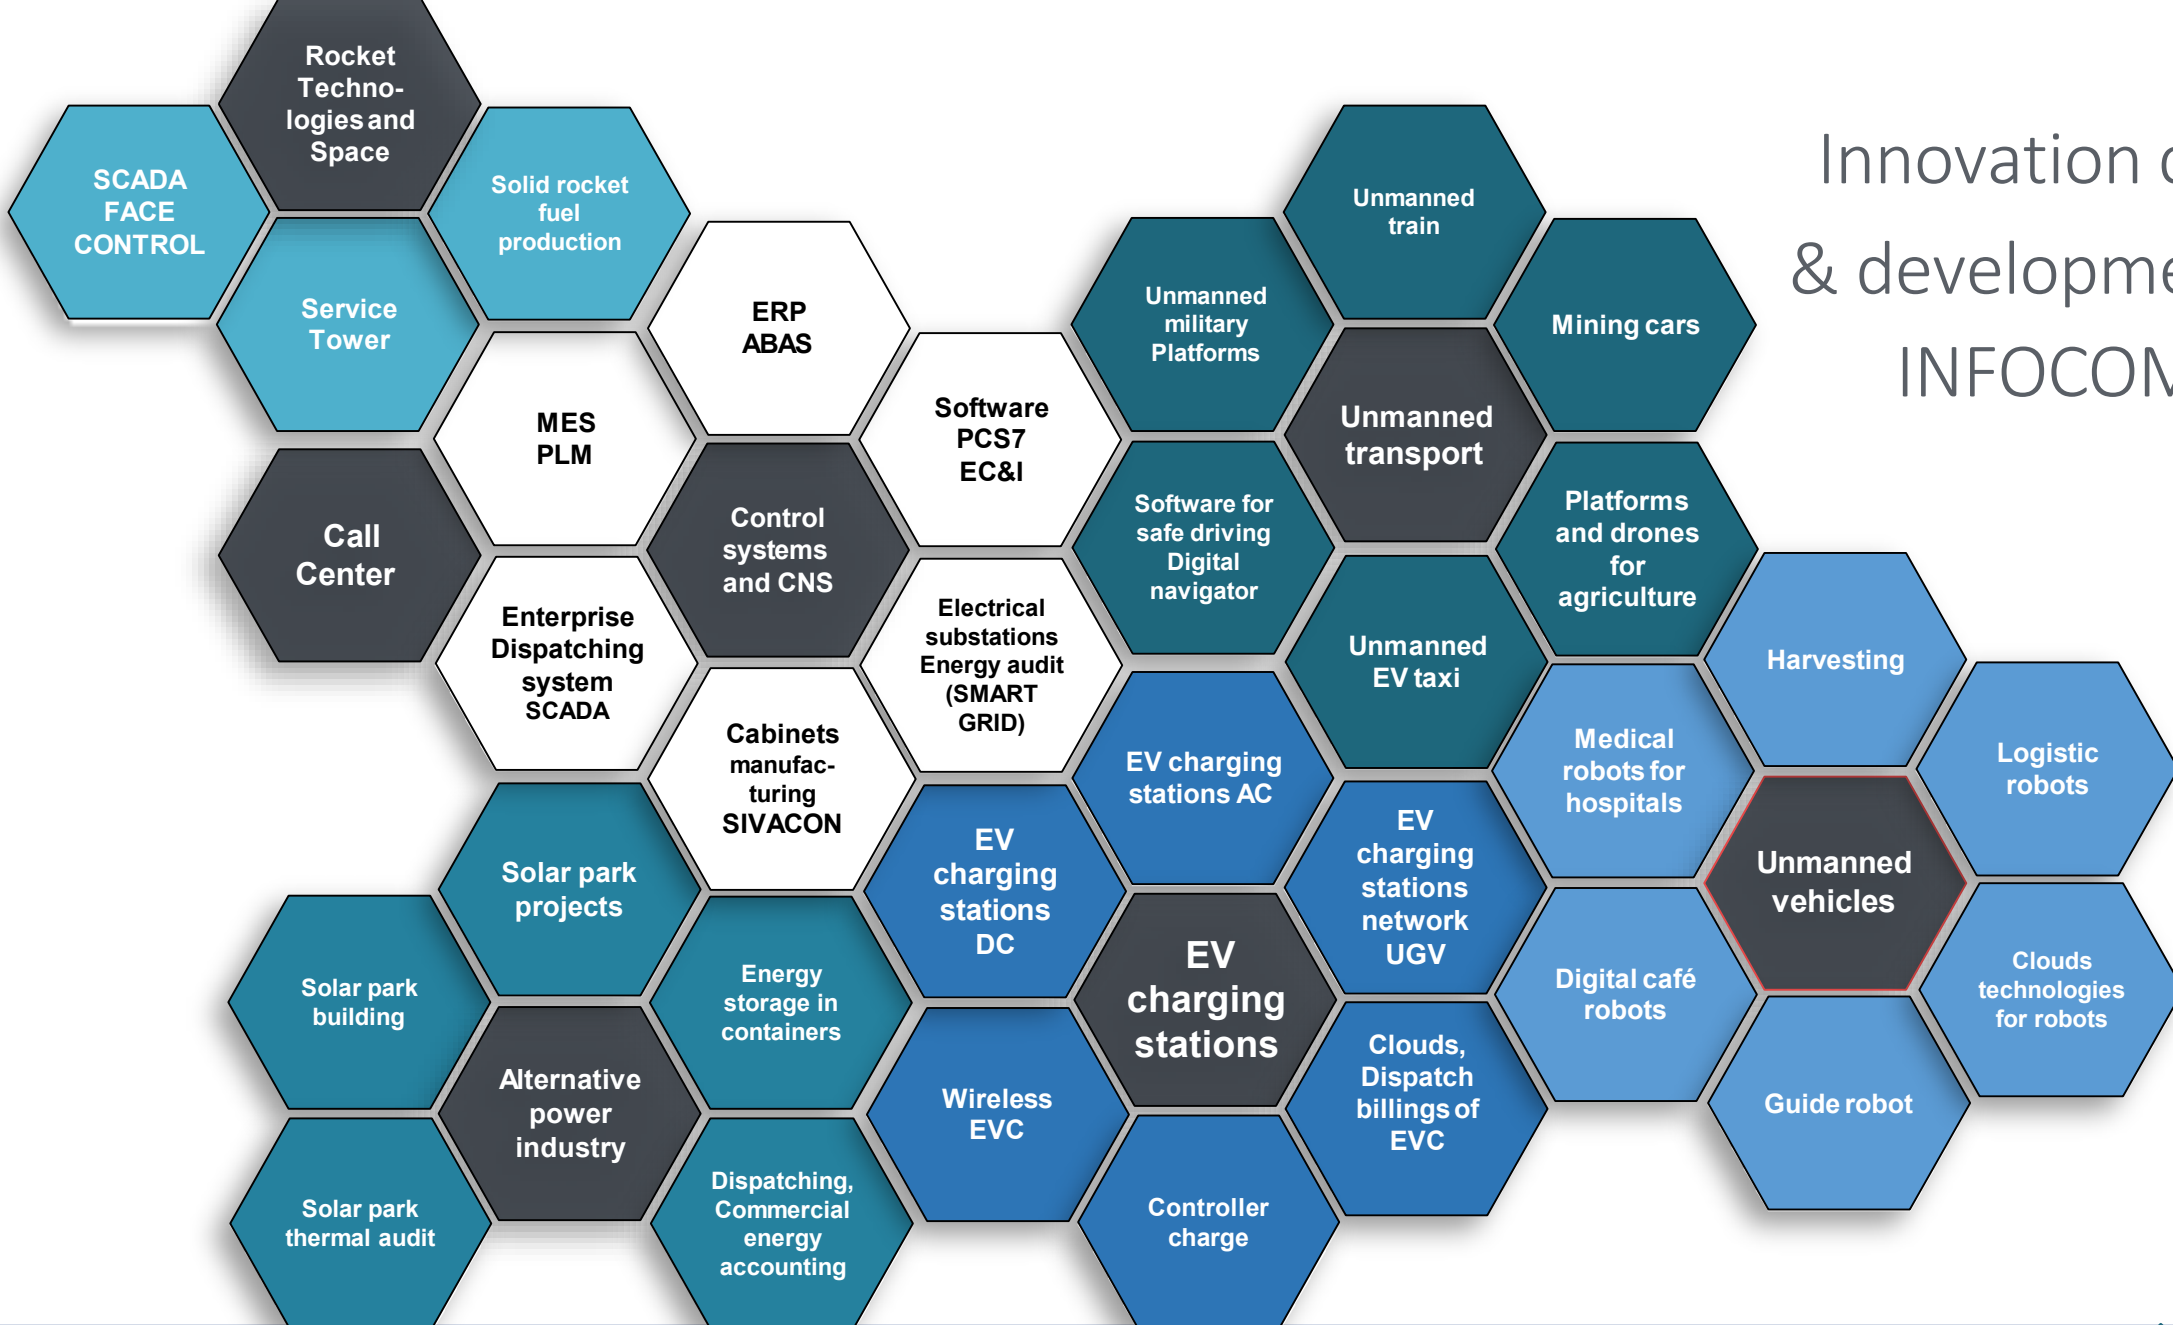 Rocket
Techno-
logies and
Space
SCADA
FACE
CONTROL
Solid rocket
fuel
production
Service
Tower
ERP
ABAS
MES
PLM
Software
PCS7
EC&I
Call
Center
Control
systems
and CNS
Enterprise
Dispatching
system
SCADA
Electrical
substations
Energy audit
(SMART
GRID)
Cabinets
manufac-
turing
SIVACON
Unmanned
train
Unmanned
military
Platforms
Mining cars
Unmanned
transport
Software for
safe driving
Digital
navigator
Platforms
and drones
for
agriculture
Unmanned
EV taxi
Innovation
& developme
INFOCOM
Harvesting
Medical
robots for
hospitals
Logistic
robots
Unmanned
vehicles
Digital café
robots
Clouds
technologies
for robots
Guide robot
EV charging
stations AC
EV
charging
stations
DC
EV
charging
stations
network
UGV
EV
charging
stations
Wireless
EVC
Clouds,
Dispatch
billings of
EVC
Controller
charge
Solar park
projects
Solar park
building
Energy
storage in
containers
Alternative
power
industry
Solar park
thermal audit
Dispatching,
Commercial
energy
accounting